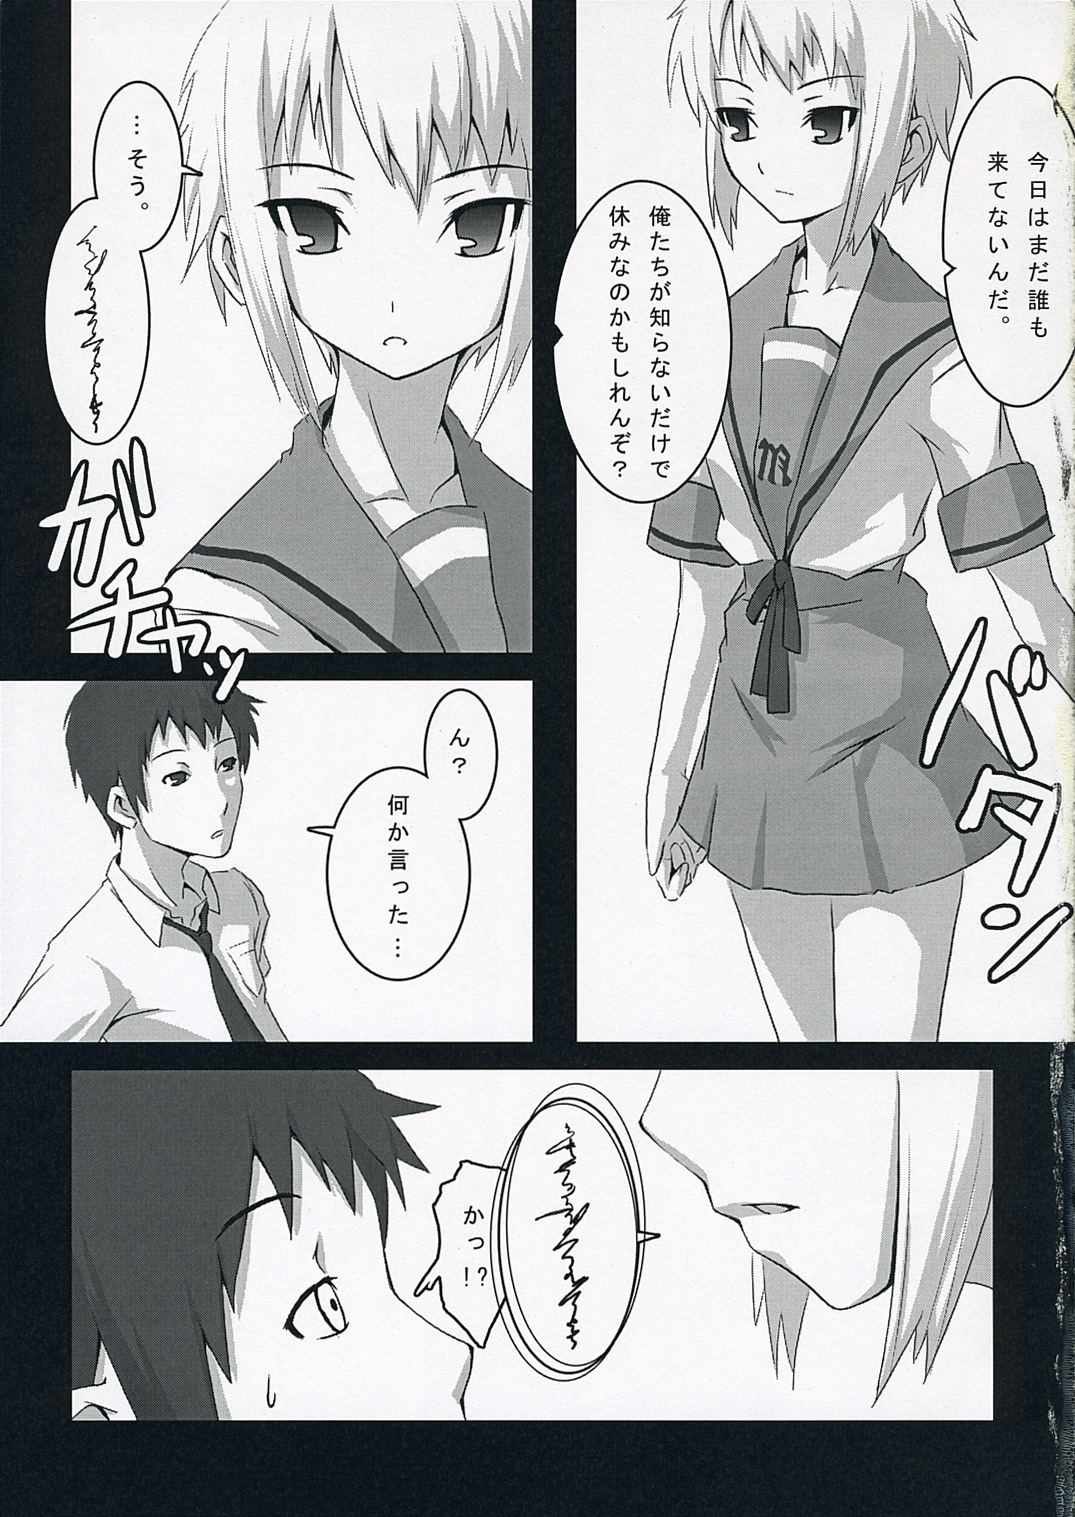 今日はまだ誰も
来てないんだ。
俺たちが知らないだけで
休みなのかもしれんぞ?
バタン
…そう。
ガチャッ
ん?
何か言った…
かっ!?